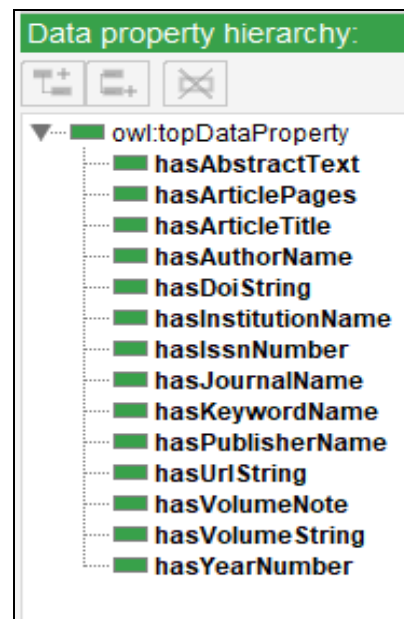 Data property hierarchy:
owl:topDataProperty
hasAbstractText
hasArticlePages
hasArticleTitle
hasAuthorName
hasDoiString
hasInstitutionName
hasIssnNumber
hasJournalName
hasKeywordName
hasPublisherName
hasUrlString
hasVolumeNote
hasVolumeString
hasYearNumber